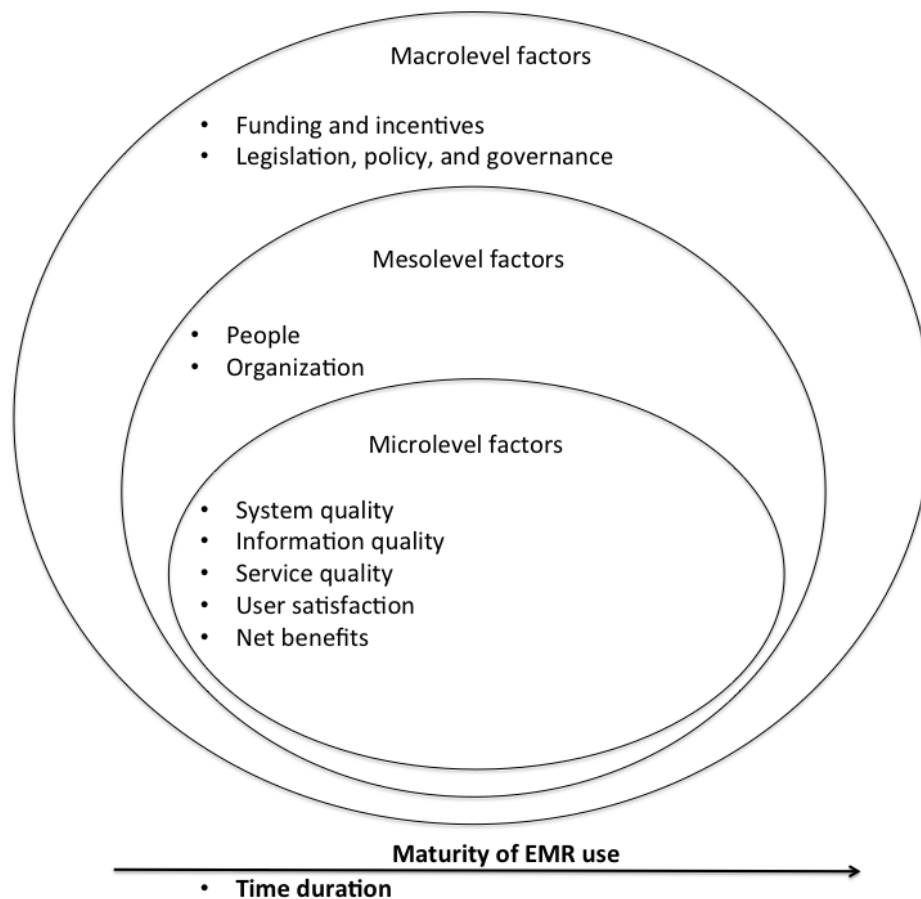 Macrolevel factors
• Funding and incentives
• Legislation, policy, and governance
Mesolevel factors
• People
• Organization
Microlevel factors
• System quality
• Information quality
• Service quality
• User satisfaction
• Net benefits
Maturity of EMR use
• Time duration